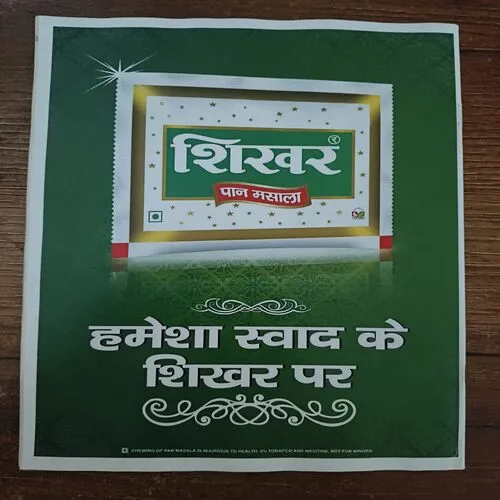 शिखर
पान मसाला
हमेशा स्वाद के
शिखर पर
CHEWING OF PAN MASALA IS INJURIOUS TO HEALTH. 0% TOBACCO AND NICOTINE. NOT FOR MINORS.